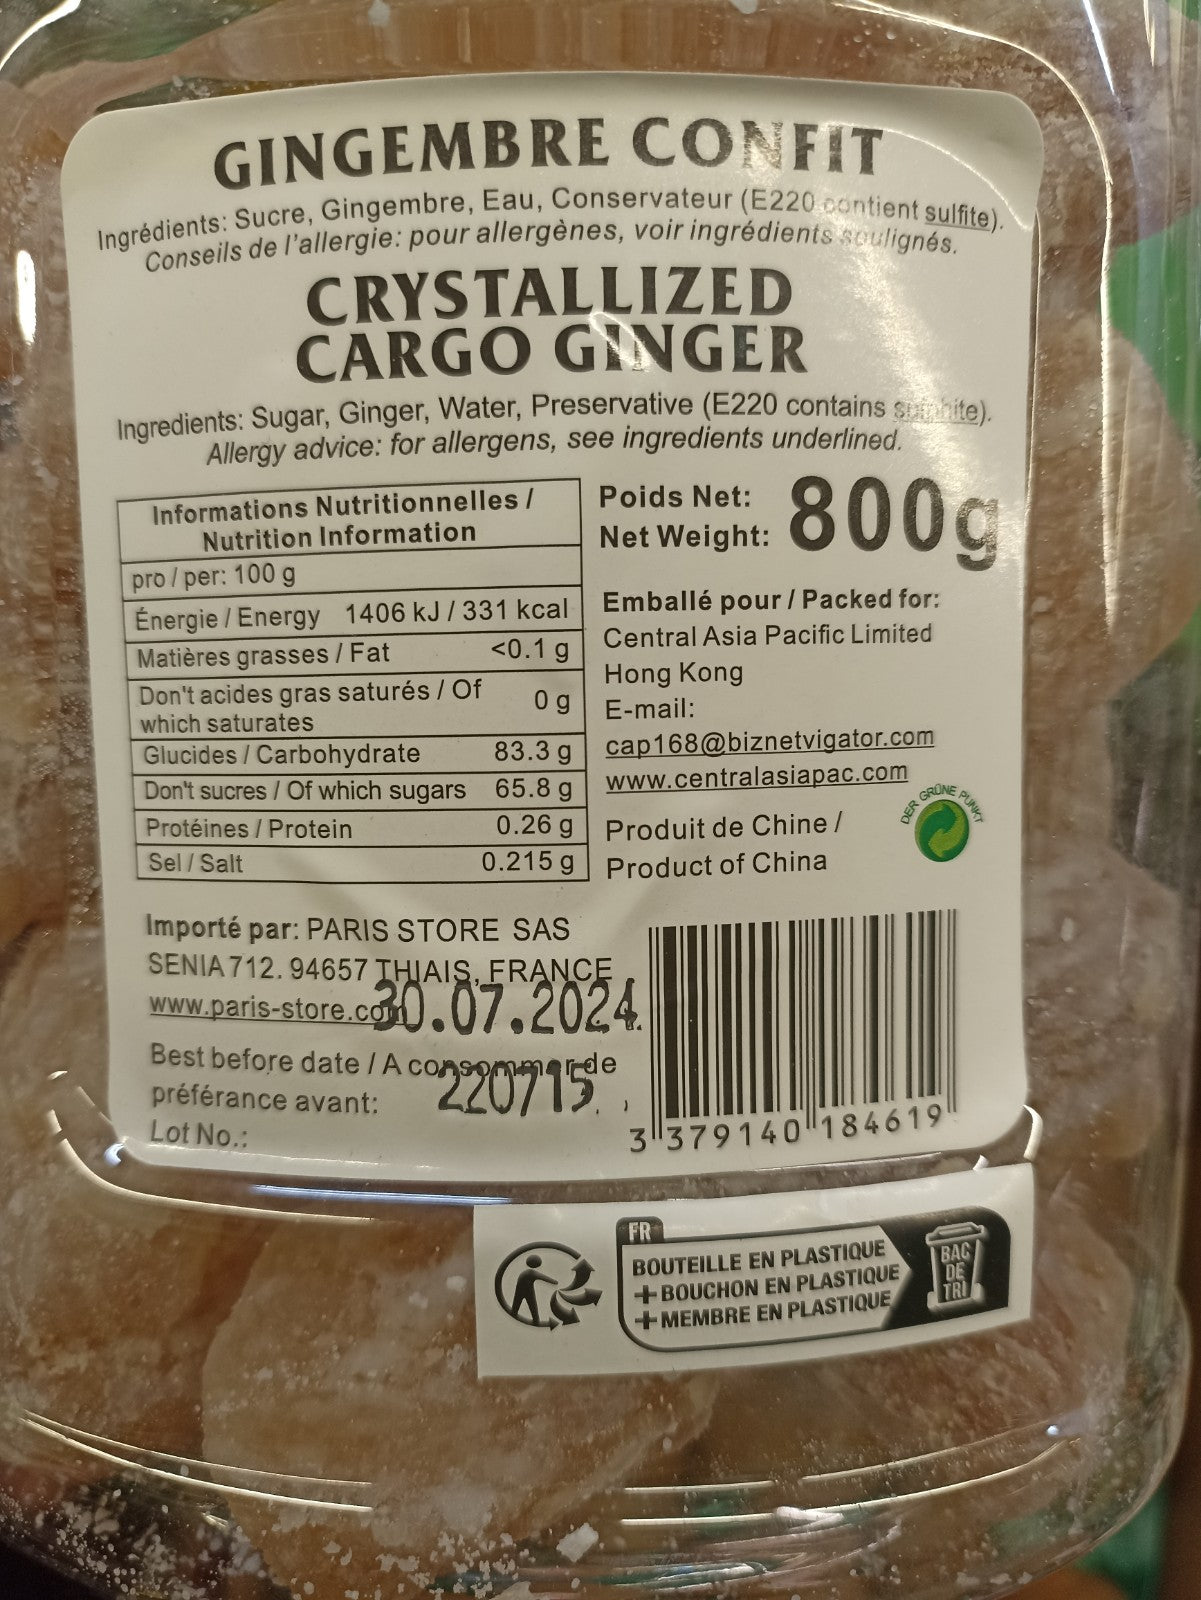 GINGEMBRE CONFIT
Ingrédients: Sucre, Gingembre, Eau, Conservateur (E220 contient sulfite).
Conseils de l'allergie: pour allergènes, voir ingrédients soulignés.
CRYSTALLIZED
CARGO GINGER
Ingredients: Sugar, Ginger, Water, Preservative (E220 contains sulphite).
Allergy advice: for allergens, see ingredients underlined.
Informations Nutritionnelles /
Nutrition Information
pro / per: 100 g
Énergie / Energy 1406 kJ / 331 kcal
Matières grasses / Fat <0.1 g
Don't acides gras saturés / Of
which saturates 0 g
Glucides / Carbohydrate 83.3 g
Don't sucres / Of which sugars 65.8 g
Protéines / Protein 0.26 g
Sel / Salt 0.215 g
Poids Net:
Net Weight: 800g
Emballé pour / Packed for:
Central Asia Pacific Limited
Hong Kong
E-mail:
cap168@biznetvigator.com
www.centralasiapac.com
Produit de Chine /
Product of China
DER GRÜNE PUNKT
Importé par: PARIS STORE SAS
SENIA 712. 94657 THIAIS, FRANCE
www.paris-store.com
30.07.2024
Best before date / A consommer de
préférance avant:
220715
Lot No.:
3 379140 184619
FR
BOUTEILLE EN PLASTIQUE
+ BOUCHON EN PLASTIQUE
+ MEMBRE EN PLASTIQUE
BAC
DE
TRI